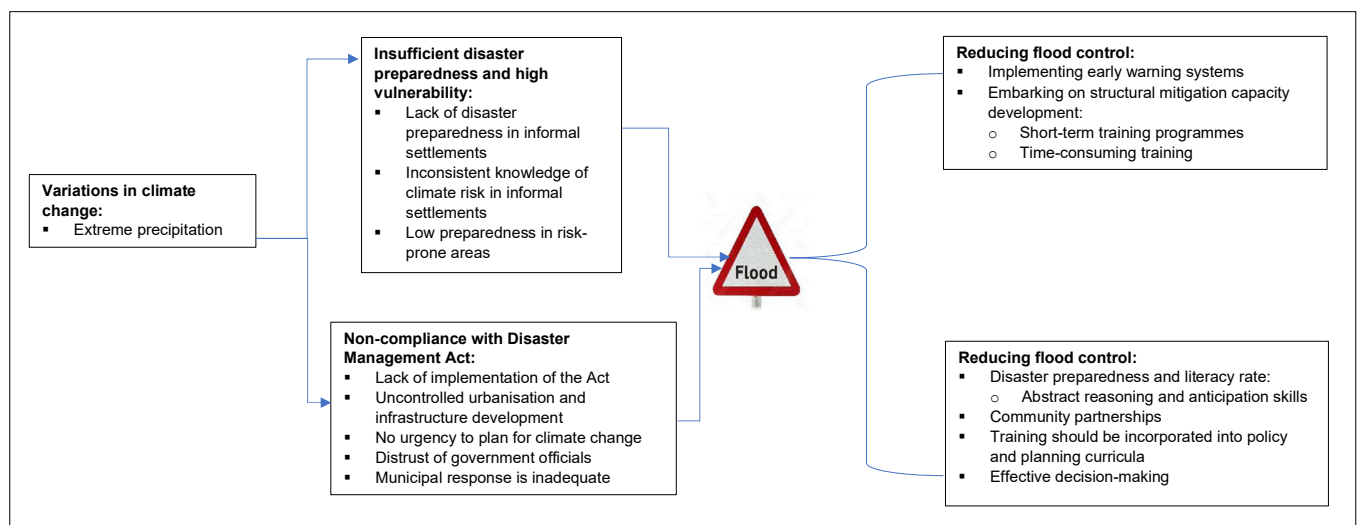 Variations in climate
change:
▪ Extreme precipitation
Insufficient disaster
preparedness and high
vulnerability:
▪ Lack of disaster
preparedness in informal
settlements
▪ Inconsistent knowledge of
climate risk in informal
settlements
▪ Low preparedness in risk-
prone areas
Non-compliance with Disaster
Management Act:
▪ Lack of implementation of the Act
▪ Uncontrolled urbanisation and
infrastructure development
▪ No urgency to plan for climate change
▪ Distrust of government officials
▪ Municipal response is inadequate
Flood
Reducing flood control:
▪ Implementing early warning systems
▪ Embarking on structural mitigation capacity
development:
o Short-term training programmes
o Time-consuming training
Reducing flood control:
▪ Disaster preparedness and literacy rate:
o Abstract reasoning and anticipation skills
▪ Community partnerships
▪ Training should be incorporated into policy
and planning curricula
▪ Effective decision-making